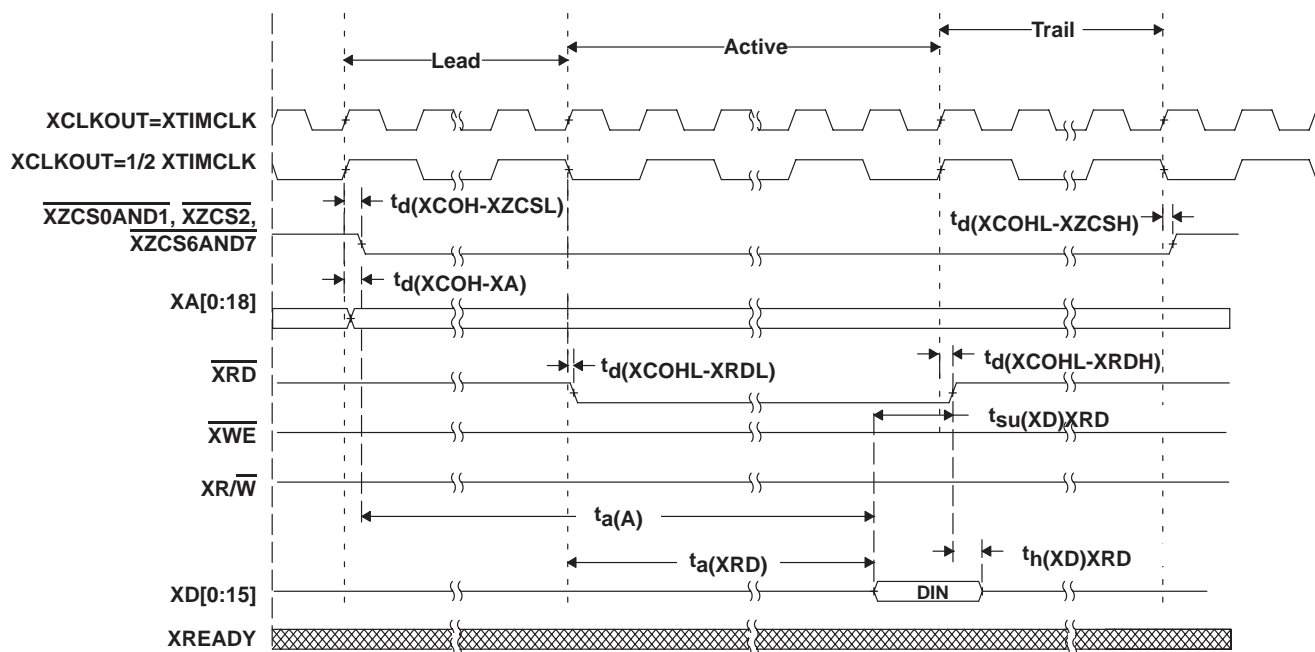 Trail
Active
Lead
XCLKOUT=XTIMCLK
XCLKOUT=1/2 XTIMCLK
td(XCOH-XZCSL)
XZCS0AND1, XZCS2,
XZCS6AND7
td(XCOHL-XZCSH)
td(XCOH-XA)
XA[0:18]
XRD
td(XCOHL-XRDL)
td(XCOHL-XRDH)
tsu(XD)XRD
XWE
XR/W
ta(A)
ta(XRD)
th(XD)XRD
XD[0:15]
DIN
XREADY